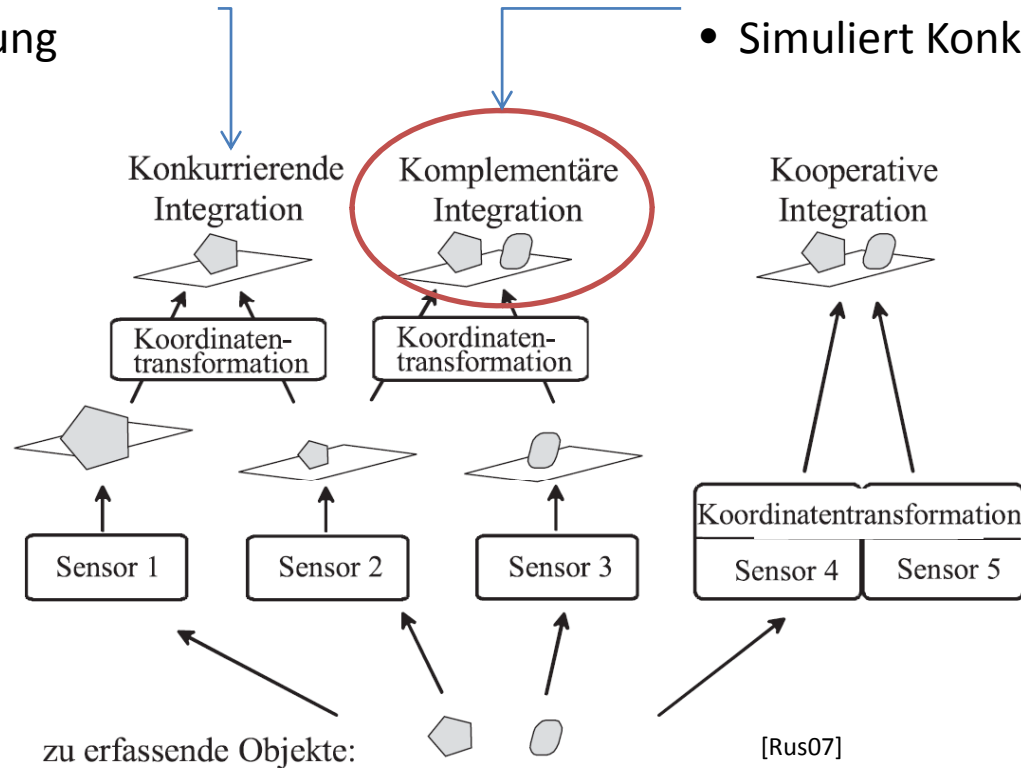 ung
• Simuliert Konk
Konkurrierende
Integration
Komplementäre
Integration
Kooperative
Integration
Koordinaten-
transformation
Koordinaten-
transformation
Koordinatentransformation
Sensor 1
Sensor 2
Sensor 3
Sensor 4
Sensor 5
zu erfassende Objekte:
[Rus07]